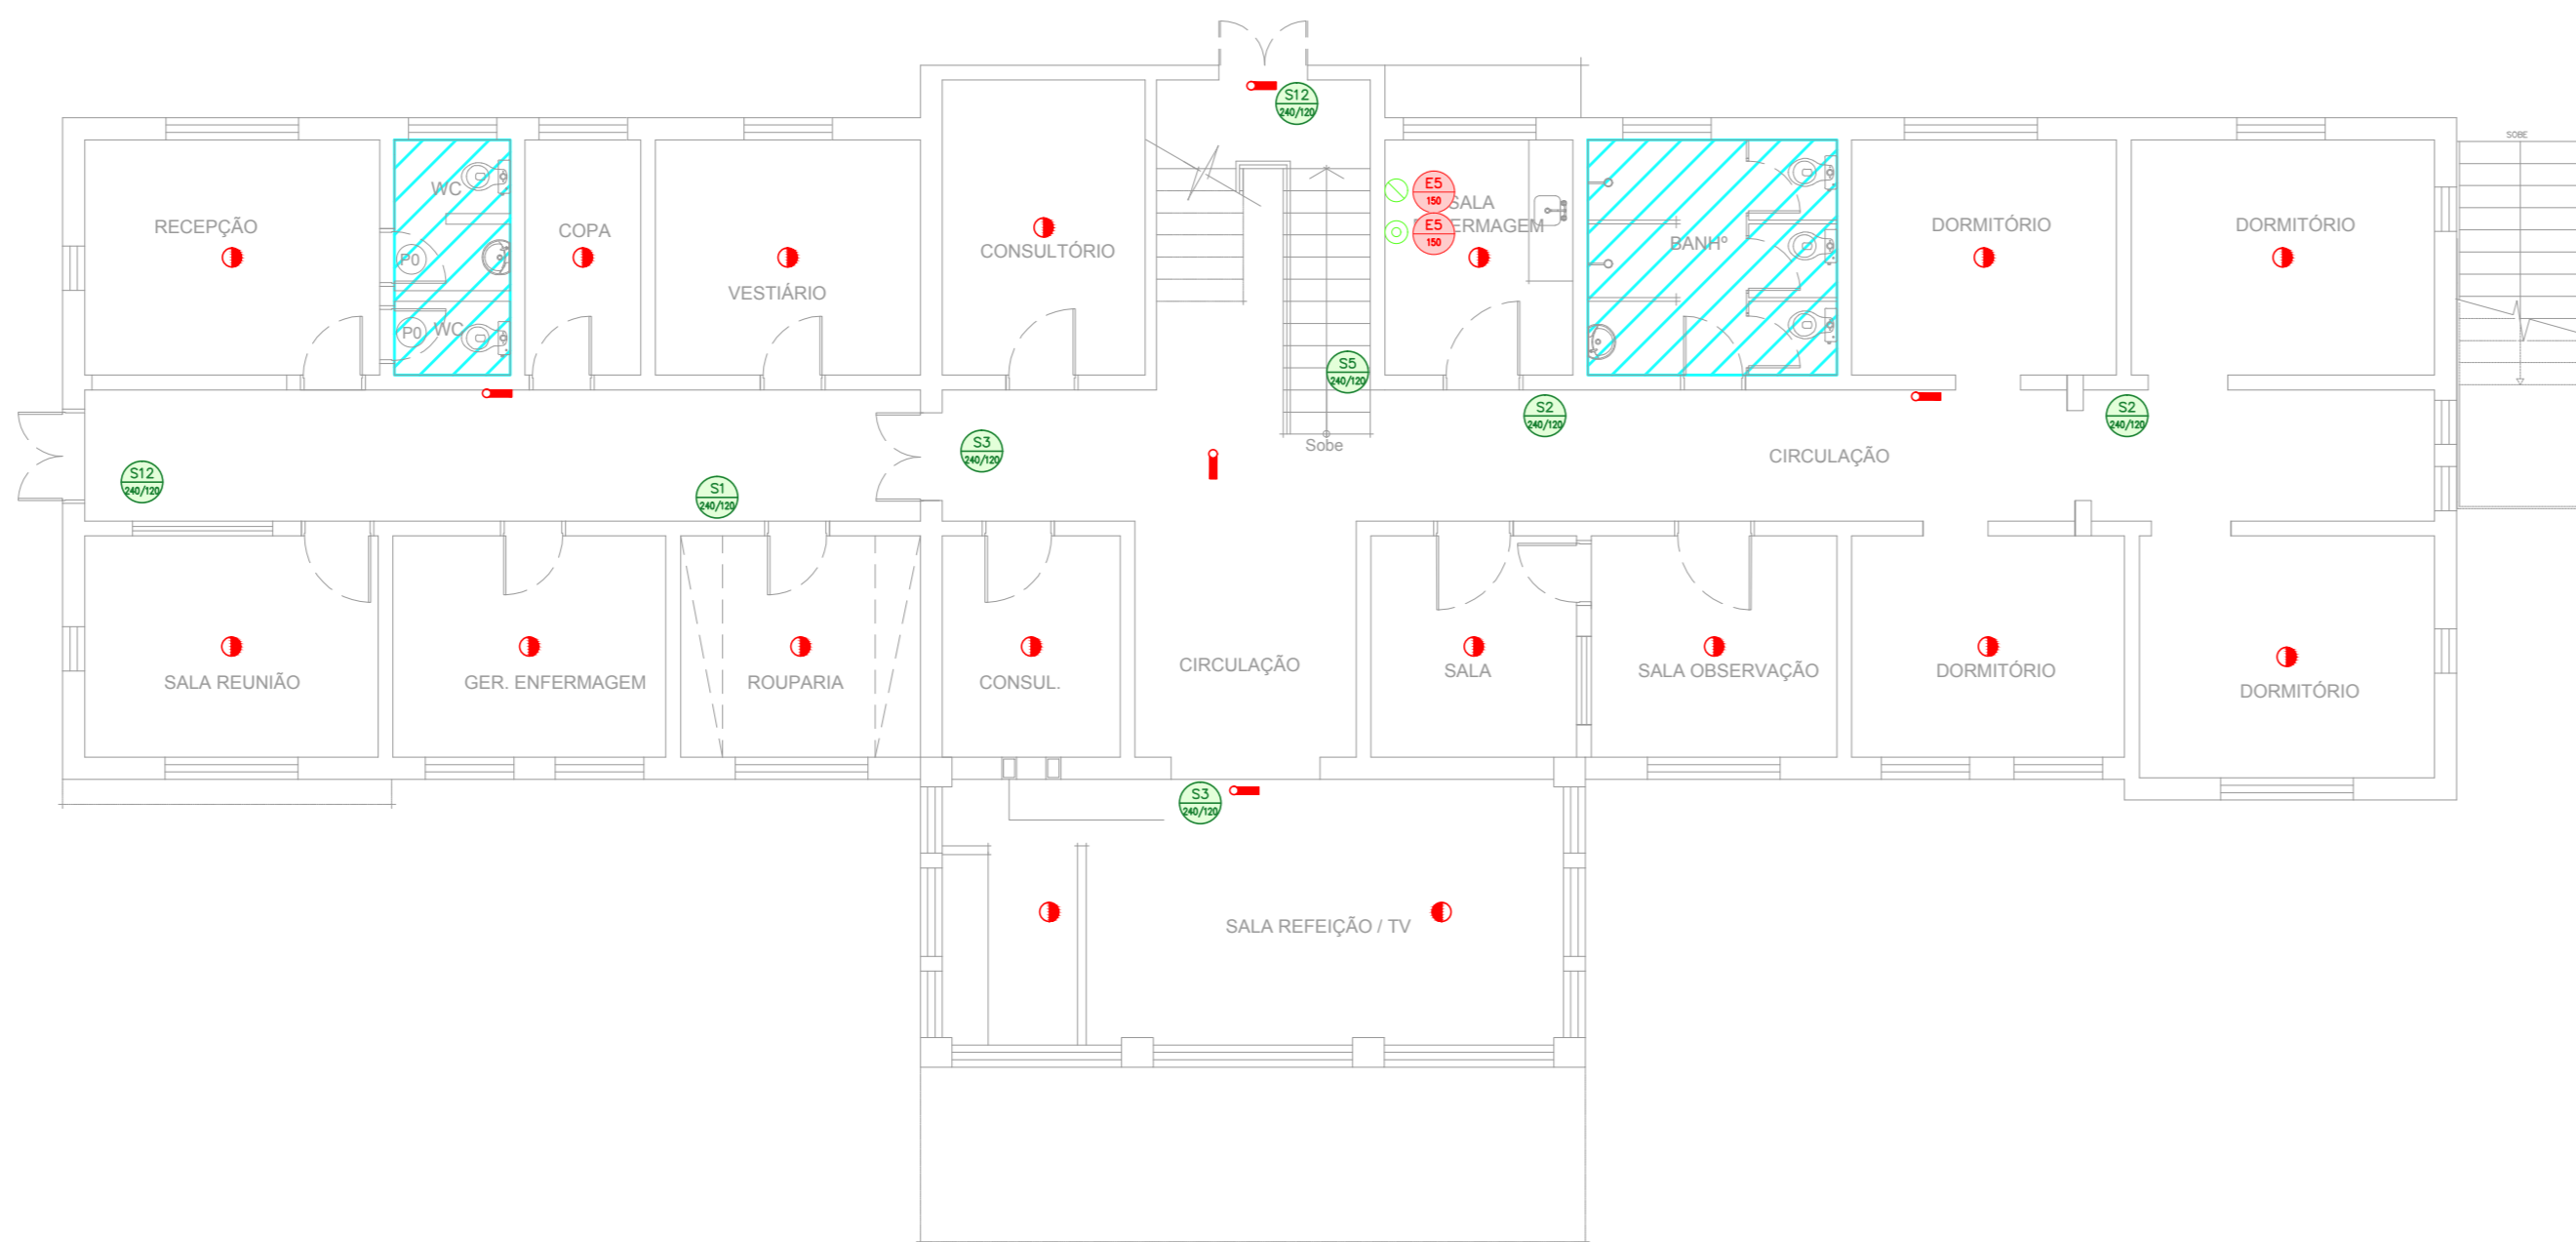 SOBE
S12
240/120
WC
E5
150
SALA
ENFERMAGEM
E5
150
RECEPÇÃO
COPA
VESTIÁRIO
CONSULTÓRIO
BANHº
DORMITÓRIO
DORMITÓRIO
P0
P0
WC
S5
240/120
S2
240/120
S2
240/120
Sobe
S3
240/120
CIRCULAÇÃO
S12
240/120
S1
240/120
SALA REUNIÃO
GER. ENFERMAGEM
ROUPARIA
CONSUL.
CIRCULAÇÃO
SALA
SALA OBSERVAÇÃO
DORMITÓRIO
DORMITÓRIO
S3
240/120
SALA REFEIÇÃO / TV